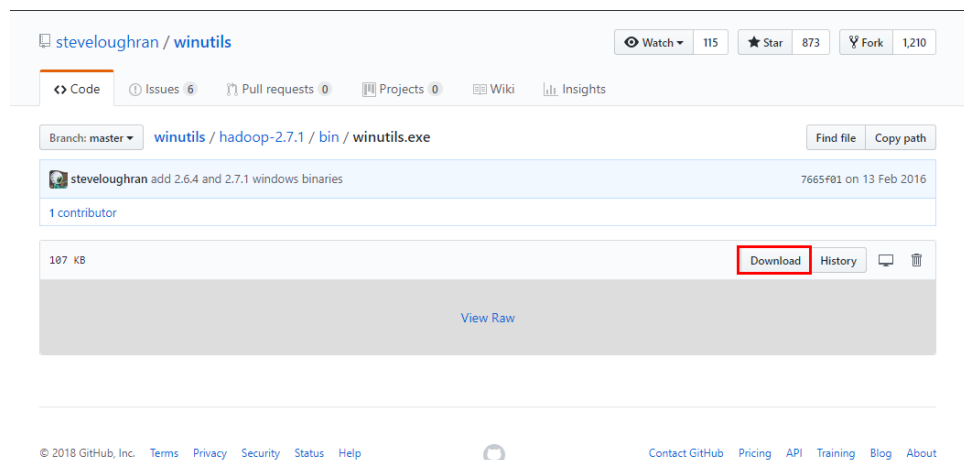 steveloughran / winutils Watch 115 Star 873 Fork 1,210
Code Issues 6 Pull requests 0 Projects 0 Wiki Insights
Branch: master winutils / hadoop-2.7.1 / bin / winutils.exe Find file Copy path
steveloughran add 2.6.4 and 2.7.1 windows binaries 7665f01 on 13 Feb 2016
1 contributor
107 KB Download History
View Raw
© 2018 GitHub, Inc. Terms Privacy Security Status Help Contact GitHub Pricing API Training Blog About